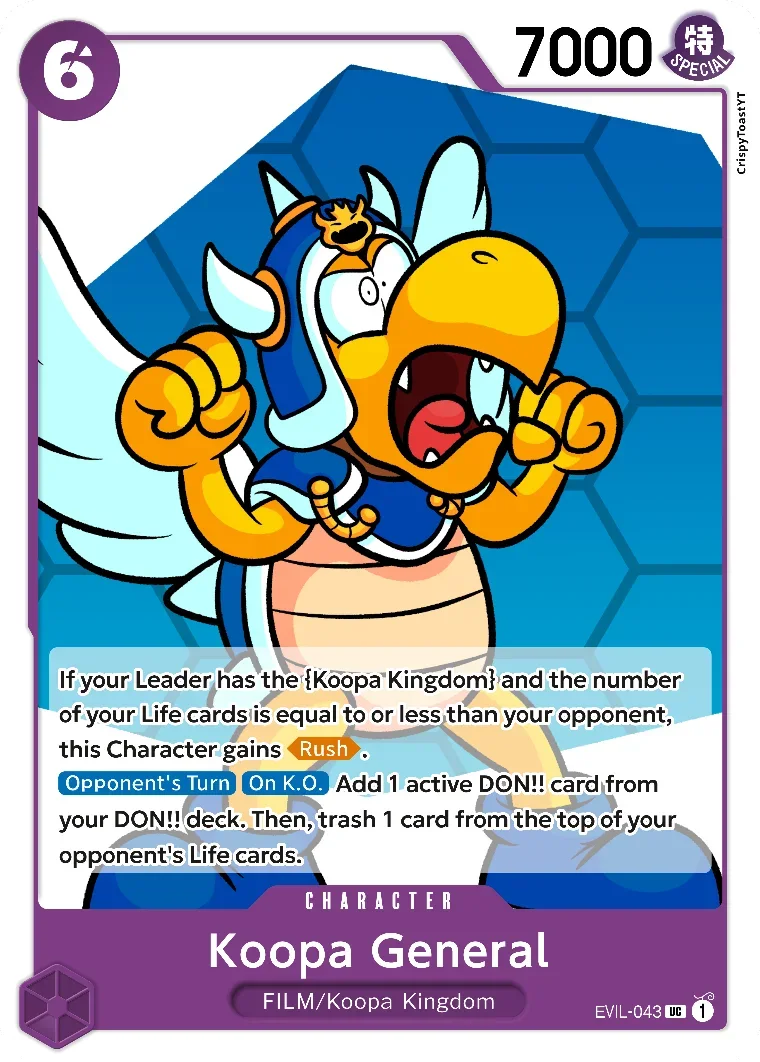 6
7000
特
SPECIAL
CrispyToastYT
If your Leader has the {Koopa Kingdom} and the number
of your Life cards is equal to or less than your opponent,
this Character gains Rush.
Opponent's Turn On K.O. Add 1 active DON!! card from
your DON!! deck. Then, trash 1 card from the top of your
opponent's Life cards.
CHARACTER
Koopa General
FILM/Koopa Kingdom
EVIL-043 UC 1